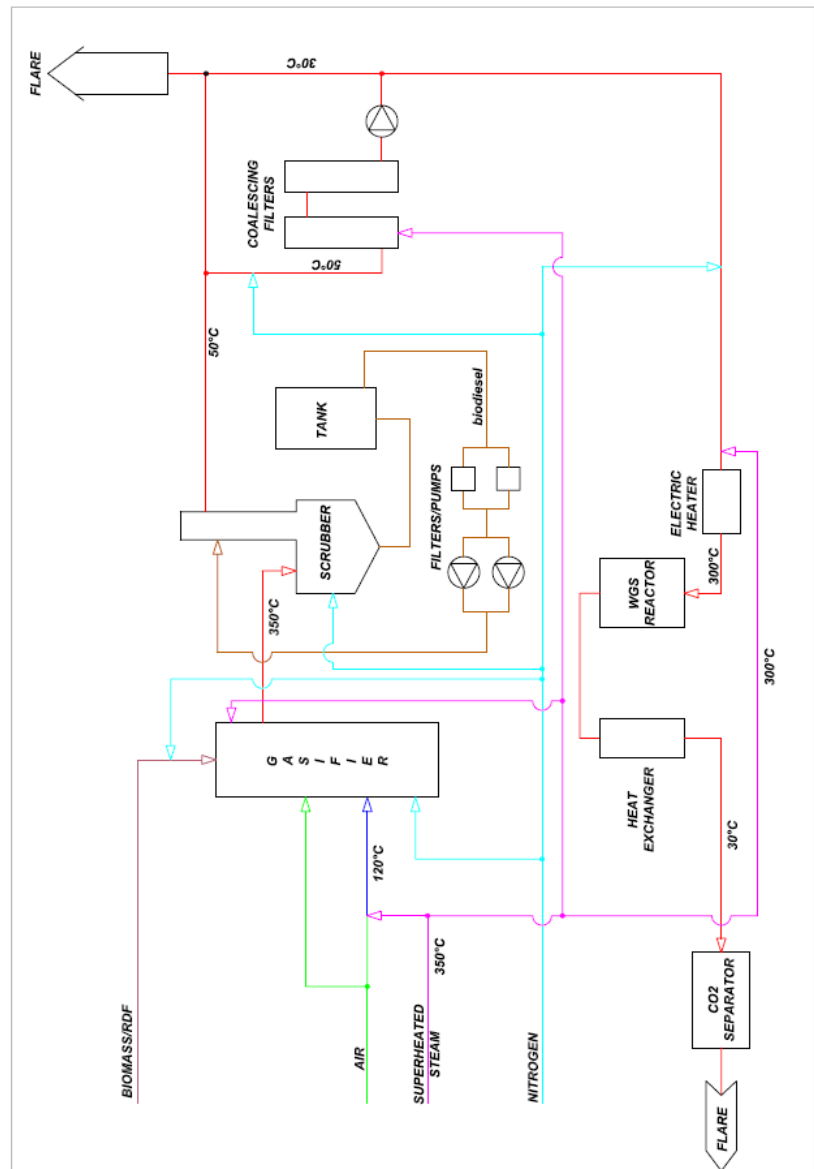 FLARE
30°C
COALESCING
FILTERS
50°C
50°C
TANK
biodiesel
SCRUBBER
FILTERS/PUMPS
350°C
ELECTRIC
HEATER
300°C
WGS
REACTOR
300°C
GASIFIER
HEAT
EXCHANGER
120°C
30°C
350°C
CO2
SEPARATOR
BIOMASS/RDF
AIR
SUPERHEATED
STEAM
NITROGEN
FLARE